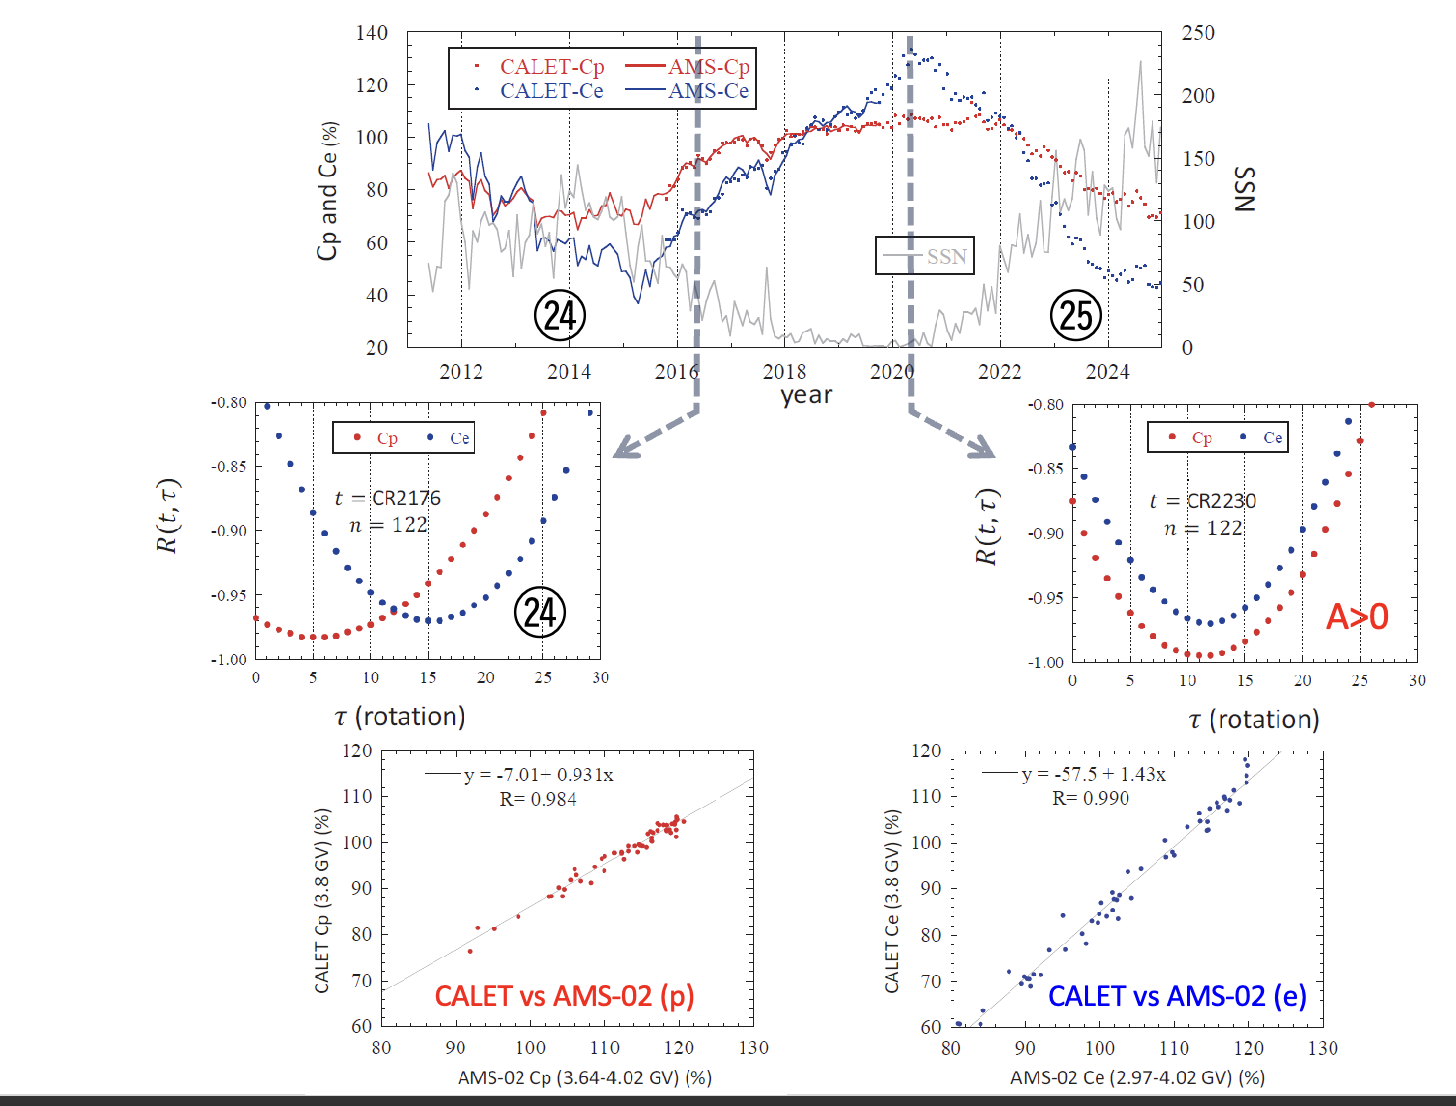 140
120
100
80
60
40
20
Cp and Ce (%)
250
200
150
100
50
0
SSN
CALET-Cp AMS-Cp
CALET-Ce AMS-Ce
SSN
24
25
2012 2014 2016 2018 2020 2022 2024
year
-0.80
-0.85
-0.90
-0.95
-1.00
R(t, τ)
Cp Ce
t = CR2176
n = 122
24
0 5 10 15 20 25 30
τ (rotation)
-0.80
-0.85
-0.90
-0.95
-1.00
R(t, τ)
Cp Ce
t = CR2230
n = 122
A>0
0 5 10 15 20 25 30
τ (rotation)
120
110
100
90
80
70
60
CALET Cp (3.8 GV) (%)
y = -7.01+ 0.931x
R= 0.984
CALET vs AMS-02 (p)
80 90 100 110 120 130
AMS-02 Cp (3.64-4.02 GV) (%)
120
110
100
90
80
70
60
CALET Ce (3.8 GV) (%)
y = -57.5 + 1.43x
R= 0.990
CALET vs AMS-02 (e)
80 90 100 110 120 130
AMS-02 Ce (2.97-4.02 GV) (%)